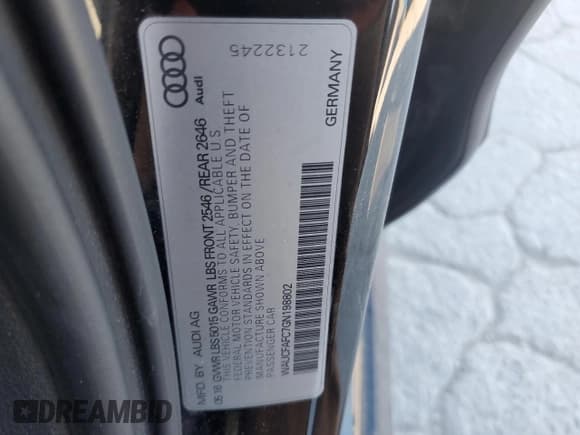 MFD. BY AUDI AG
05 16 GVWR LBS 5015 GAWR LBS FRONT 2546 / REAR 2646
THIS VEHICLE CONFORMS TO ALL APPLICABLE U S
FEDERAL MOTOR VEHICLE SAFETY, BUMPER AND THEFT
PREVENTION STANDARDS IN EFFECT ON THE DATE OF
MANUFACTURE SHOWN ABOVE
PASSENGER CAR
WAUCFAFC7GN198802
Audi
2132245
GERMANY
DREAMBID